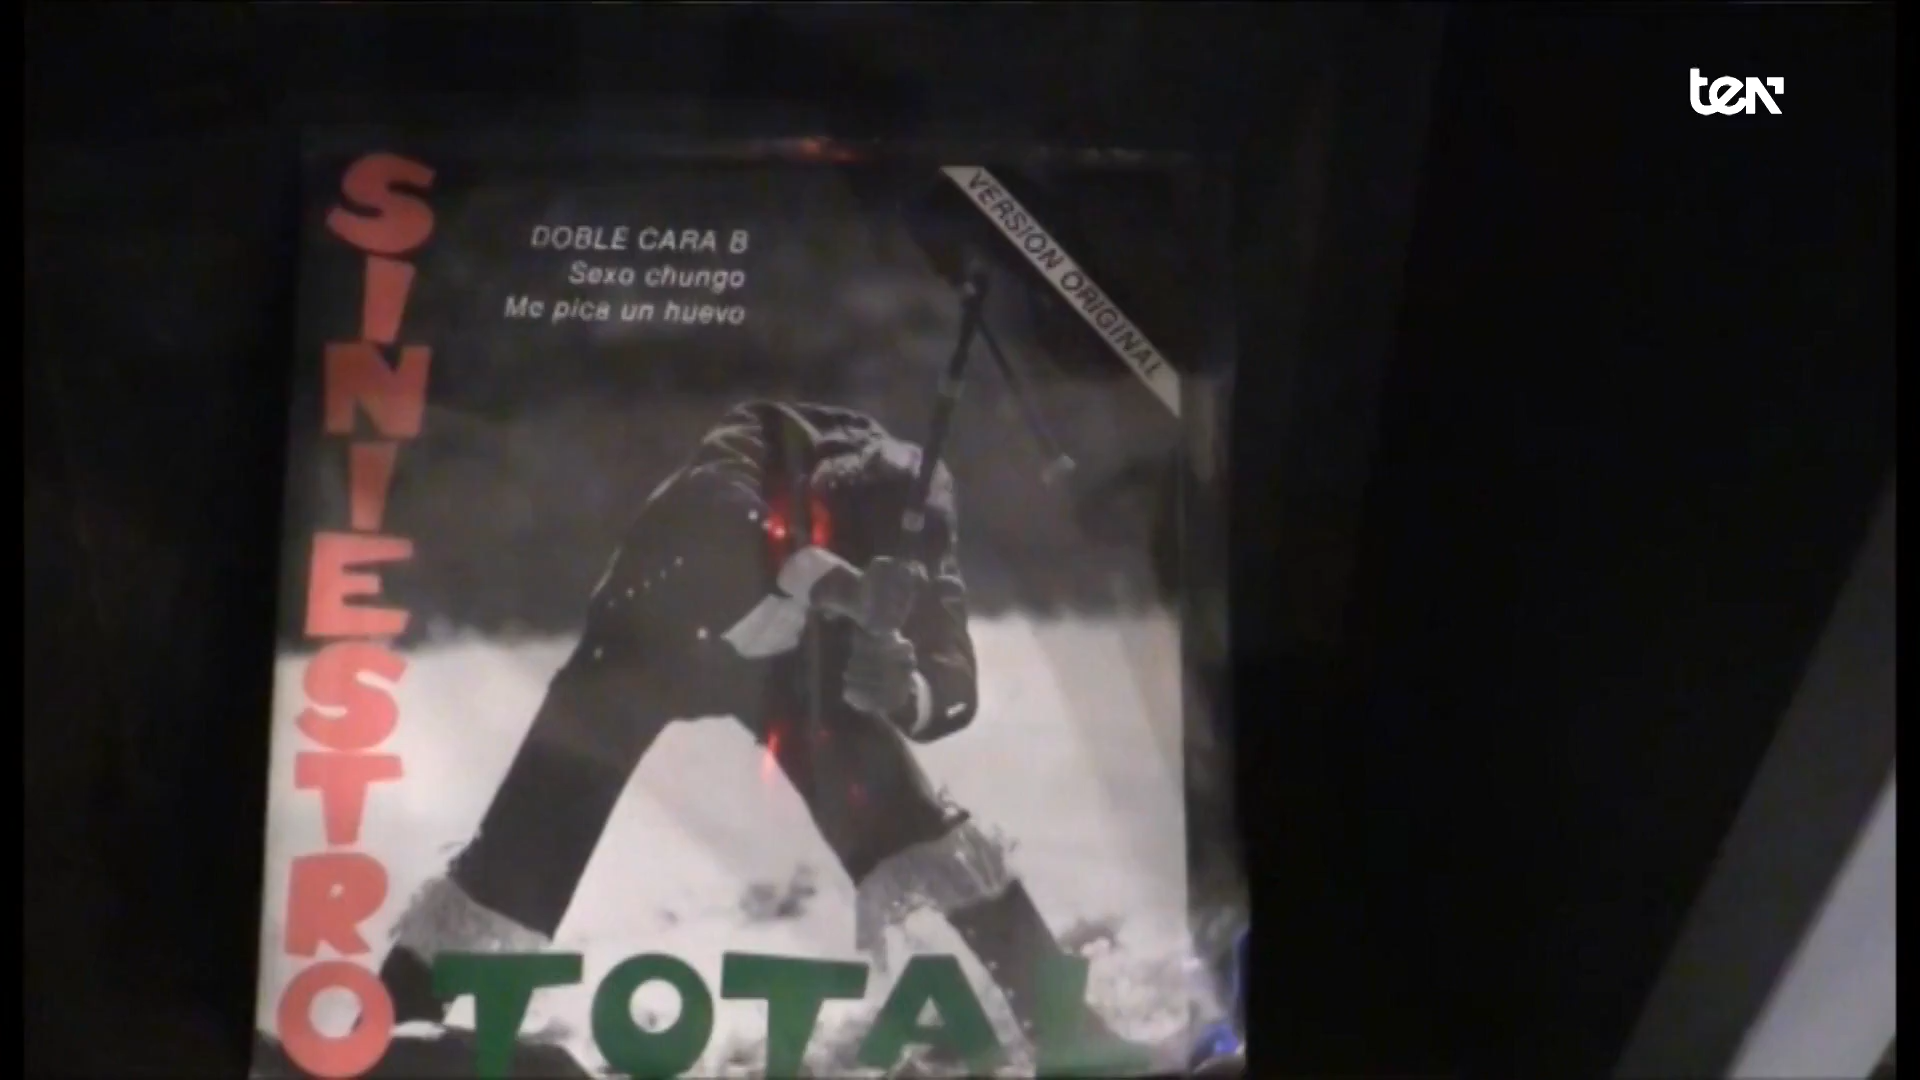 ten
DOBLE CARA B
Sexo chungo
Me pica un huevo
VERSION ORIGINAL
SINIESTRO
TOTAL